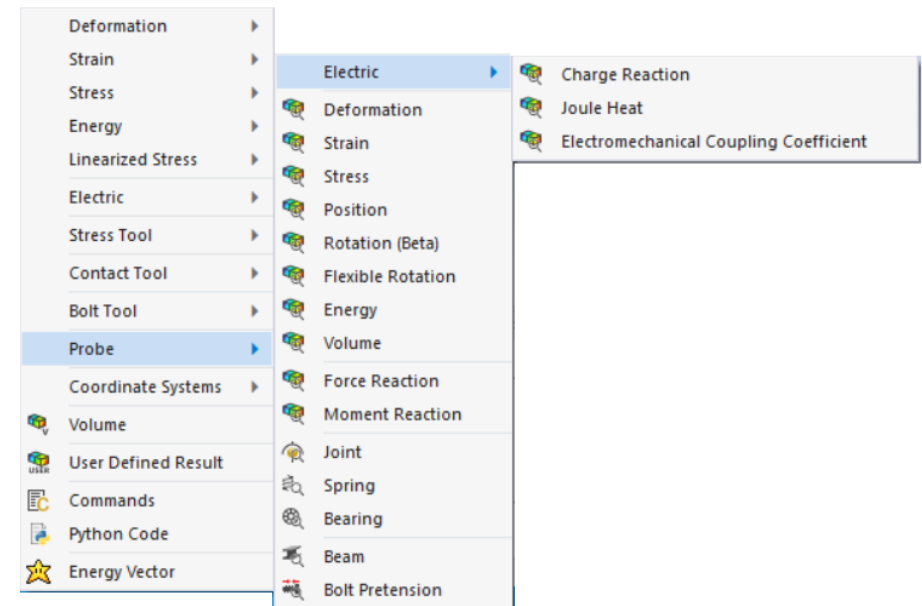 Deformation
Strain
Stress
Energy
Linearized Stress
Electric
Stress Tool
Contact Tool
Bolt Tool
Probe
Coordinate Systems
V
Volume
USER
User Defined Result
C
Commands
Python Code
Energy Vector
Electric
Deformation
Strain
Stress
Position
Rotation (Beta)
Flexible Rotation
Energy
Volume
Force Reaction
Moment Reaction
Joint
Spring
Bearing
Beam
Bolt Pretension
Charge Reaction
Joule Heat
Electromechanical Coupling Coefficient